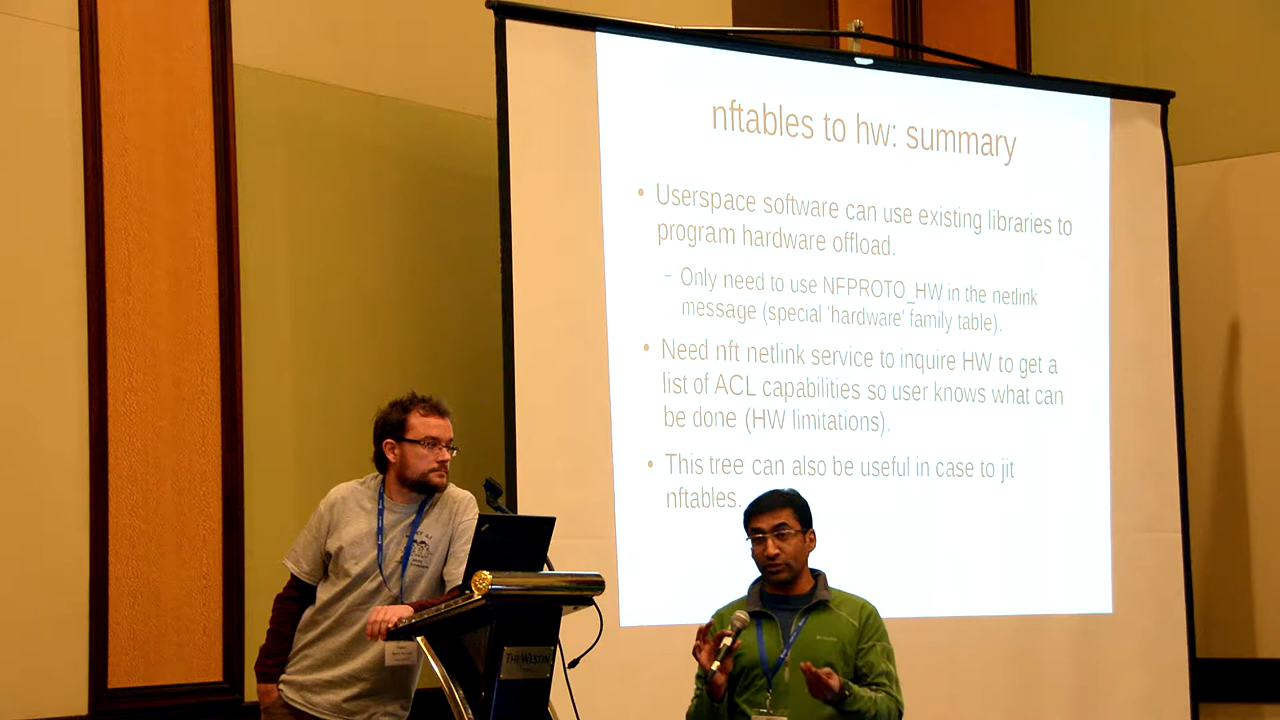 nftables to hw: summary
• Userspace software can use existing libraries to
program hardware offload.
– Only need to use NFPROTO_HW in the netlink
message (special 'hardware' family table).
• Need nft netlink service to inquire HW to get a
list of ACL capabilities so user knows what can
be done (HW limitations).
• This tree can also be useful in case to jit
nftables.
THE WESTIN